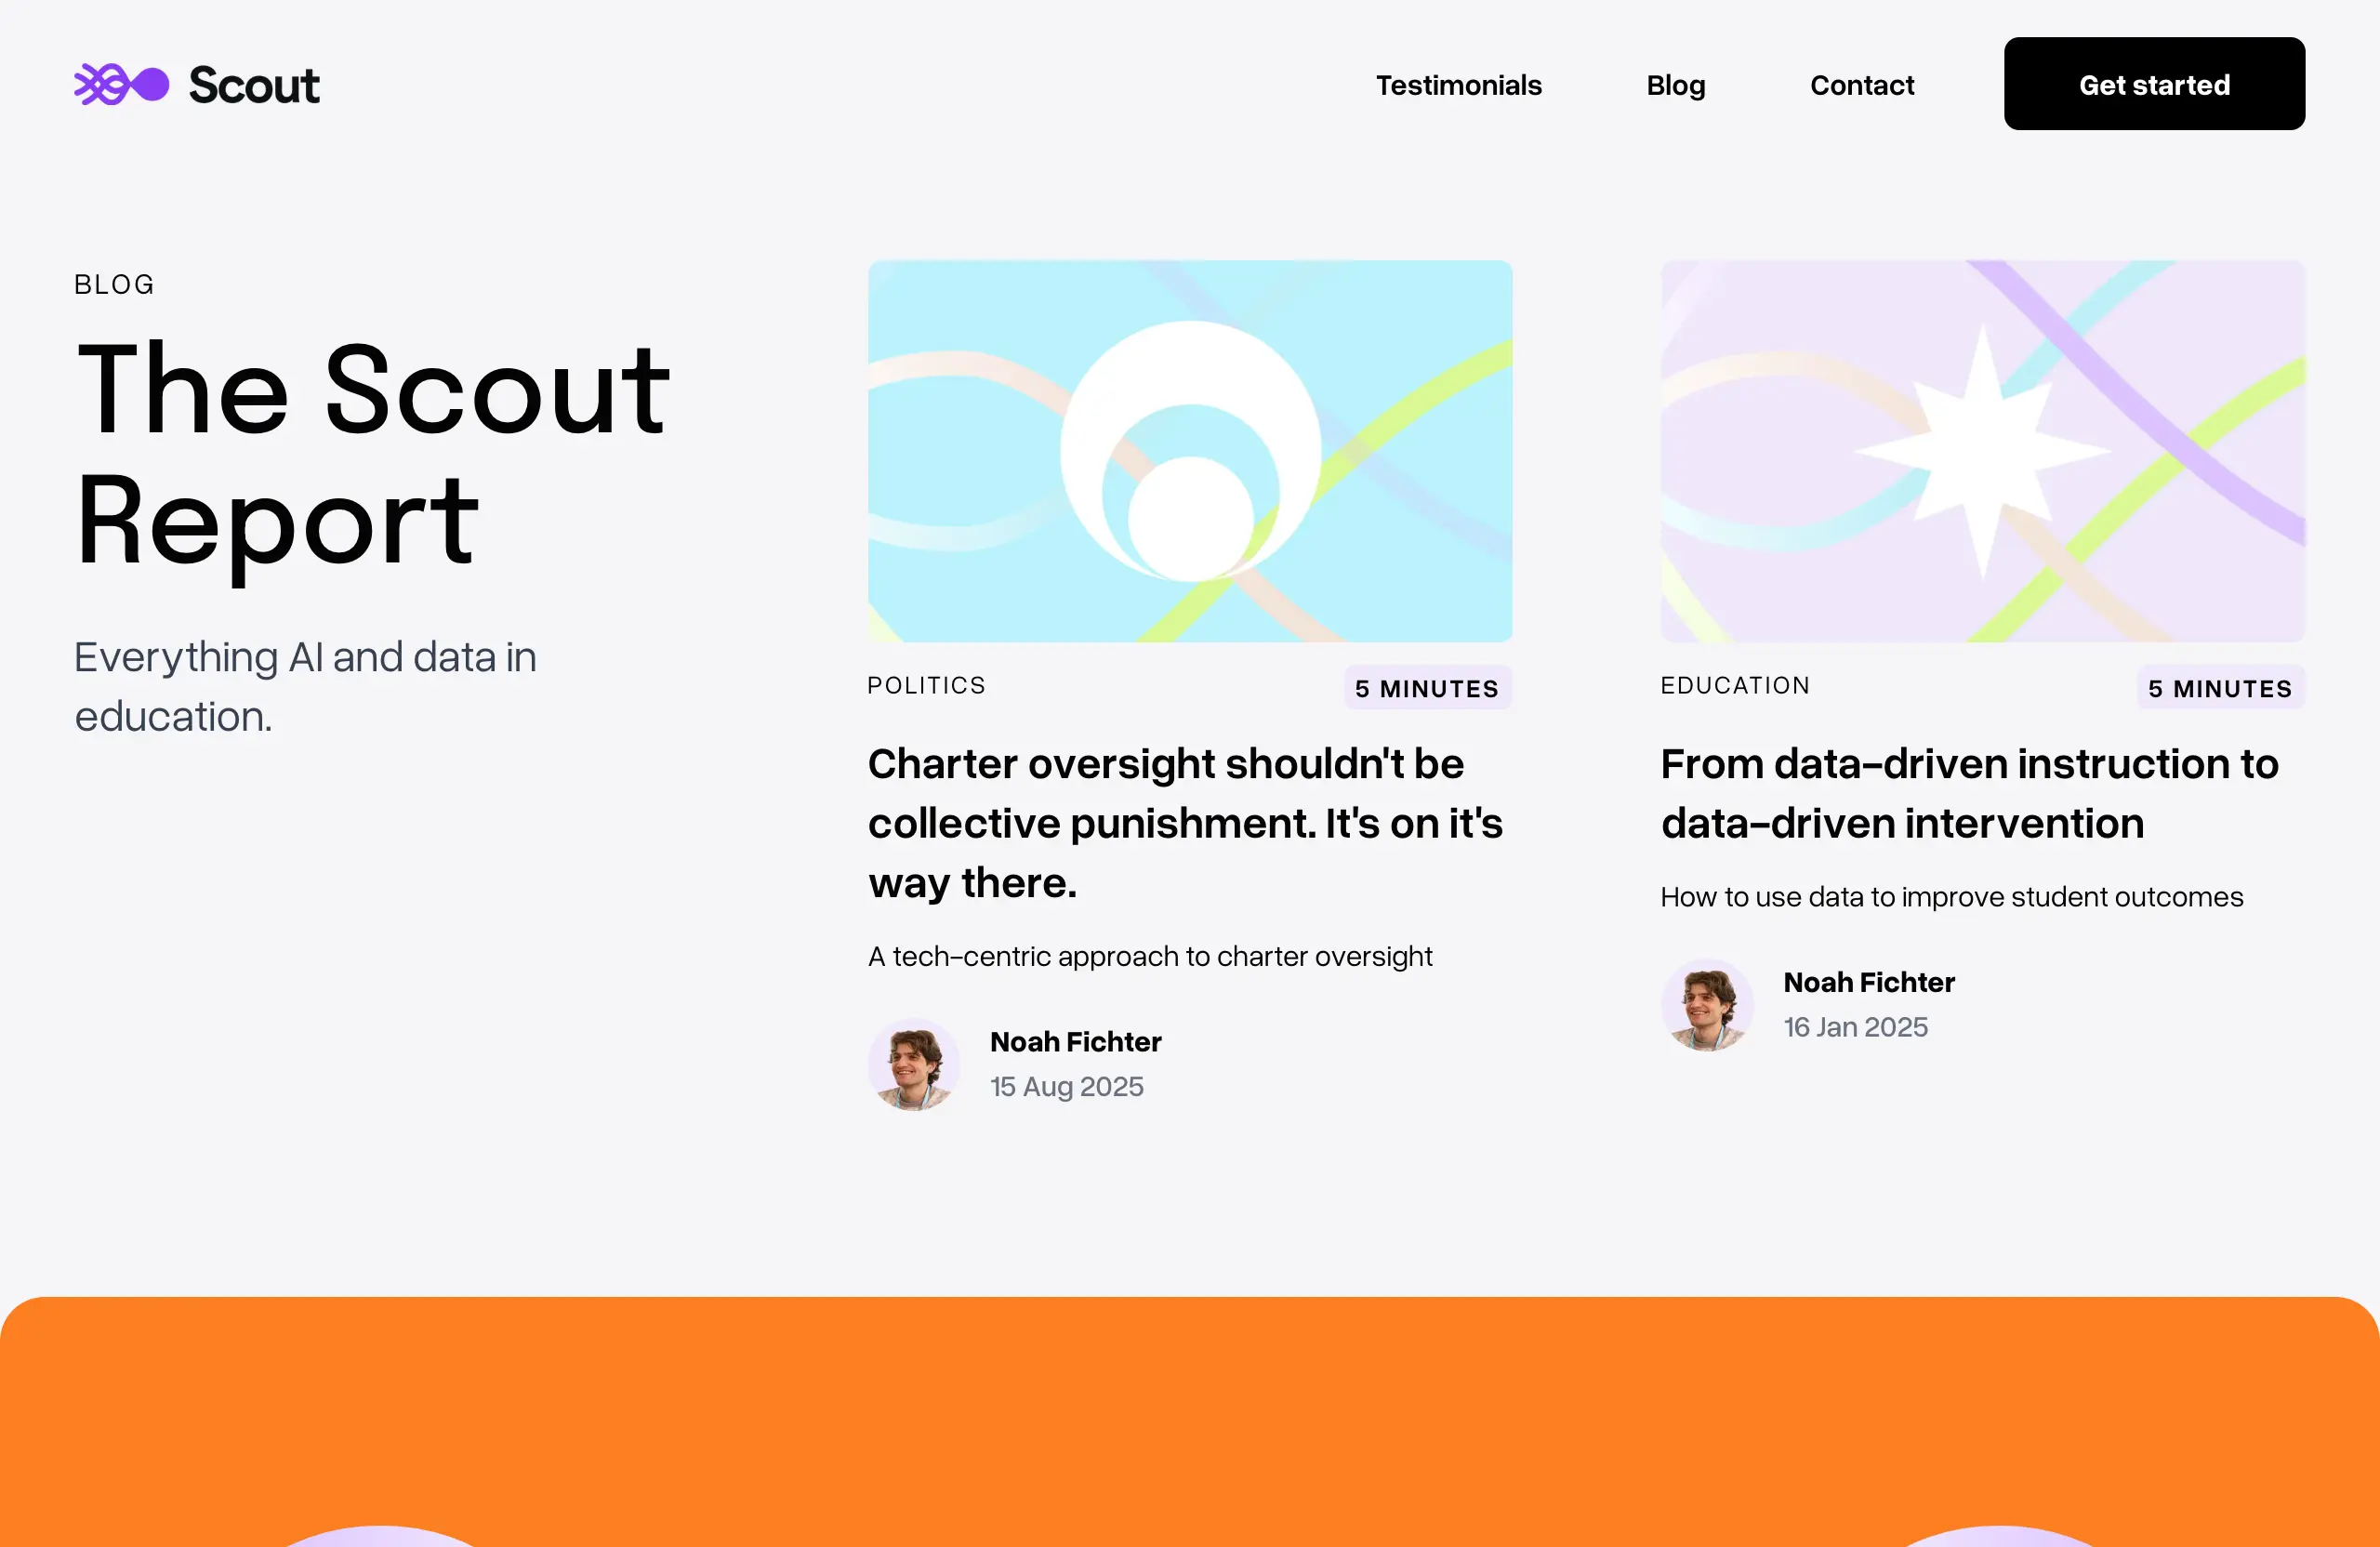 Scout
Testimonials
Blog
Contact
Get started
BLOG
The Scout
Report
Everything AI and data in
education.
POLITICS
5 MINUTES
Charter oversight shouldn't be
collective punishment. It's on it's
way there.
A tech-centric approach to charter oversight
Noah Fichter
15 Aug 2025
EDUCATION
5 MINUTES
From data-driven instruction to
data-driven intervention
How to use data to improve student outcomes
Noah Fichter
16 Jan 2025